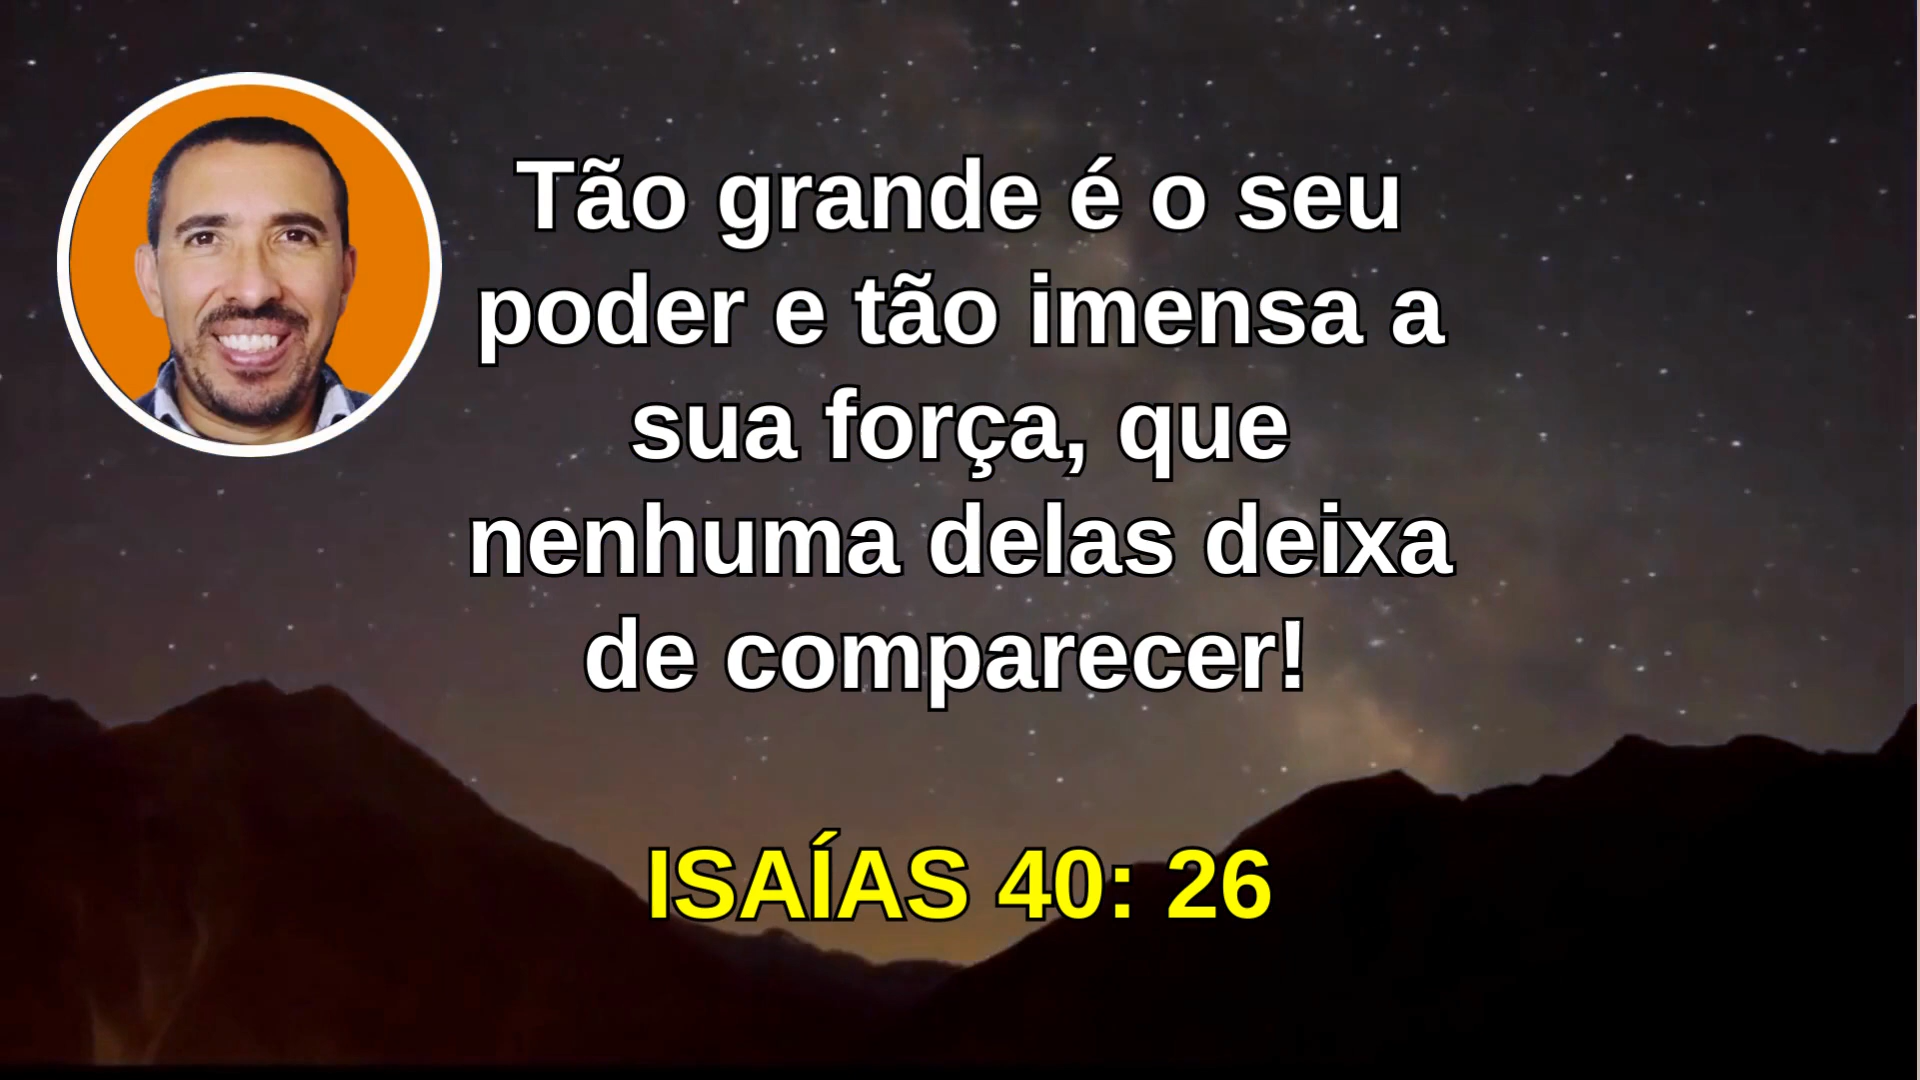 Tão grande é o seu
poder e tão imensa a
sua força, que
nenhuma delas deixa
de comparecer!
ISAÍAS 40: 26